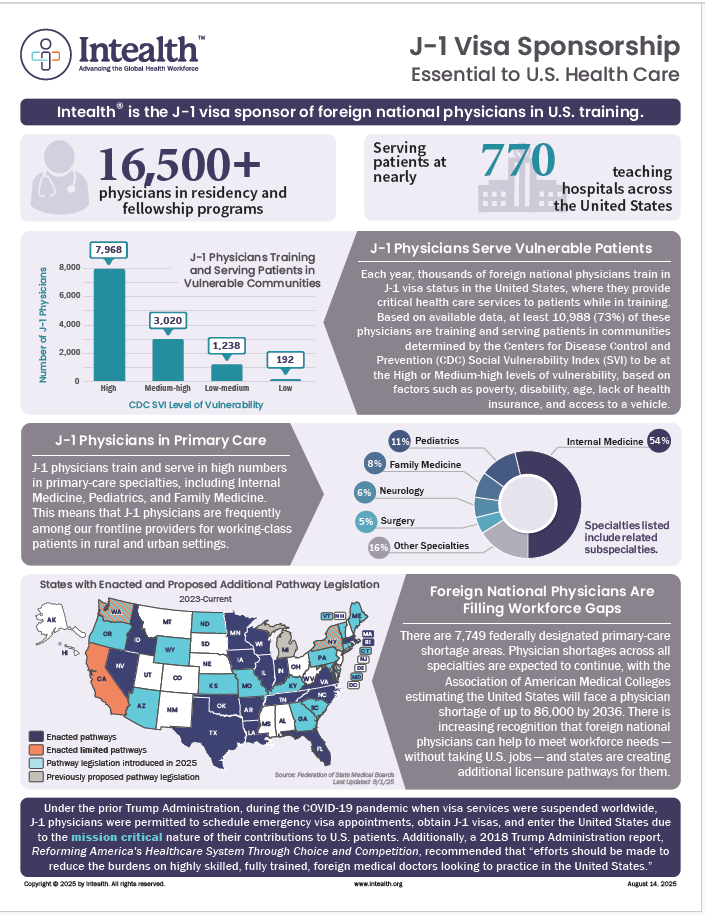 Intealth™
Advancing the Global Health Workforce
J-1 Visa Sponsorship
Essential to U.S. Health Care
Intealth® is the J-1 visa sponsor of foreign national physicians in U.S. training.
16,500+
physicians in residency and
fellowship programs
Serving
patients at
nearly
770
teaching
hospitals across
the United States
J-1 Physicians Training
and Serving Patients in
Vulnerable Communities
Number of J-1 Physicians
8,000
6,000
4,000
2,000
0
7,968
3,020
1,238
192
High
Medium-high
Low-medium
Low
CDC SVI Level of Vulnerability
J-1 Physicians Serve Vulnerable Patients
Each year, thousands of foreign national physicians train in
J-1 visa status in the United States, where they provide
critical health care services to patients while in training.
Based on available data, at least 10,988 (73%) of these
physicians are training and serving patients in communities
determined by the Centers for Disease Control and
Prevention (CDC) Social Vulnerability Index (SVI) to be at
the High or Medium-high levels of vulnerability, based on
factors such as poverty, disability, age, lack of health
insurance, and access to a vehicle.
J-1 Physicians in Primary Care
J-1 physicians train and serve in high numbers
in primary-care specialties, including Internal
Medicine, Pediatrics, and Family Medicine.
This means that J-1 physicians are frequently
among our frontline providers for working-class
patients in rural and urban settings.
11% Pediatrics
8% Family Medicine
6% Neurology
5% Surgery
16% Other Specialties
Internal Medicine 54%
Specialties listed
include related
subspecialties.
States with Enacted and Proposed Additional Pathway Legislation
2023-Current
AK
HI
WA
OR
CA
NV
ID
MT
WY
UT
AZ
CO
NM
ND
SD
NE
KS
OK
TX
MN
IA
MO
AR
LA
WI
IL
MI
IN
OH
KY
TN
MS
AL
GA
FL
SC
NC
VA
WV
PA
NY
VT
NH
ME
MA
RI
CT
NJ
DE
MD
DC
Enacted pathways
Enacted limited pathways
Pathway legislation introduced in 2025
Previously proposed pathway legislation
Source: Federation of State Medical Boards
Last Updated: 8/1/25
Foreign National Physicians Are
Filling Workforce Gaps
There are 7,749 federally designated primary-care
shortage areas. Physician shortages across all
specialties are expected to continue, with the
Association of American Medical Colleges
estimating the United States will face a physician
shortage of up to 86,000 by 2036. There is
increasing recognition that foreign national
physicians can help to meet workforce needs —
without taking U.S. jobs — and states are creating
additional licensure pathways for them.
Under the prior Trump Administration, during the COVID-19 pandemic when visa services were suspended worldwide,
J-1 physicians were permitted to schedule emergency visa appointments, obtain J-1 visas, and enter the United States due
to the mission critical nature of their contributions to U.S. patients. Additionally, a 2018 Trump Administration report,
Reforming America's Healthcare System Through Choice and Competition, recommended that “efforts should be made to
reduce the burdens on highly skilled, fully trained, foreign medical doctors looking to practice in the United States.”
Copyright © 2025 by Intealth. All rights reserved.
www.intealth.org
August 14, 2025